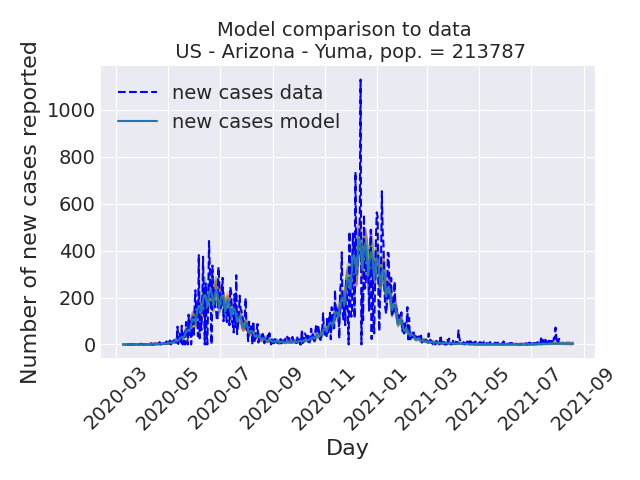 Model comparison to data
US - Arizona - Yuma, pop. = 213787
Number of new cases reported
1000
800
600
400
200
0
new cases data
new cases model
2020-03
2020-05
2020-07
2020-09
2020-11
2021-01
2021-03
2021-05
2021-07
2021-09
Day